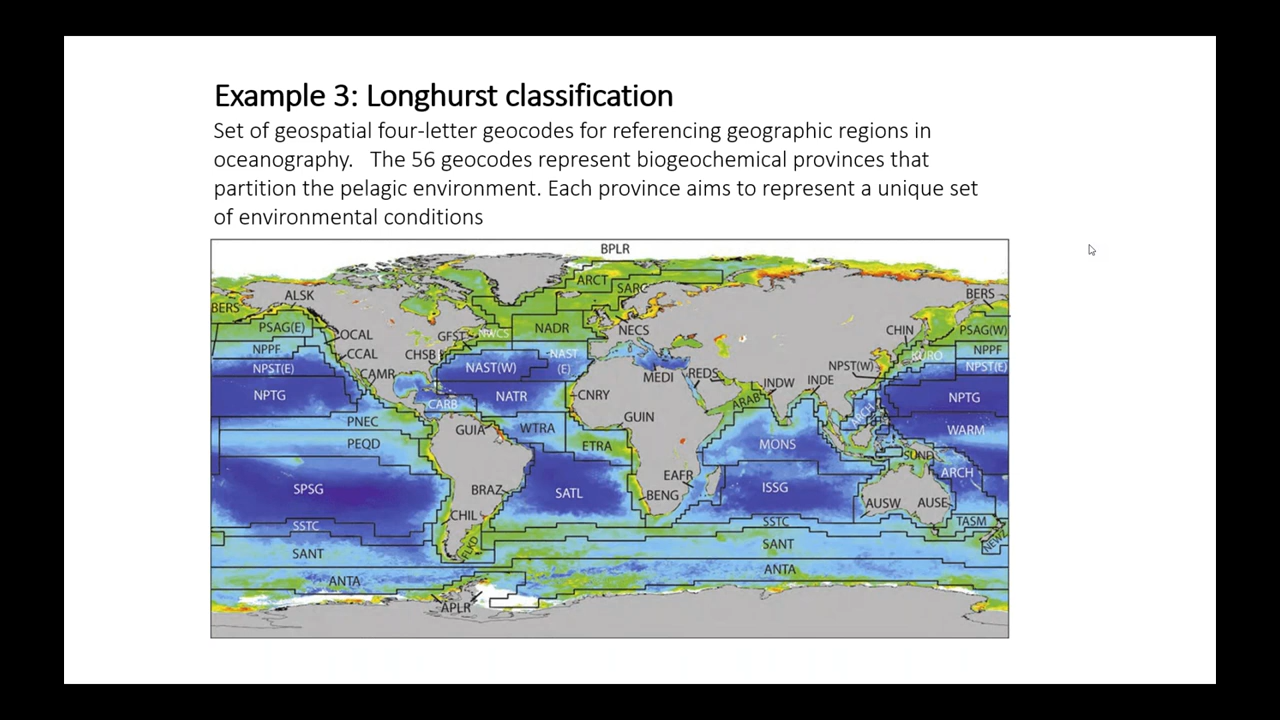 Example 3: Longhurst classification
Set of geospatial four-letter geocodes for referencing geographic regions in
oceanography.   The 56 geocodes represent biogeochemical provinces that
partition the pelagic environment. Each province aims to represent a unique set
of environmental conditions
BPLR
ARCT
SARC
ALSK
BERS
BERS
PSAG(E)
OCAL
GFST
NWCS
NADR
NECS
CHIN
PSAG(W)
NPPF
CCAL
CHSB
NAST
(E)
KURO
NPPF
NPST(E)
CAMR
NAST(W)
MEDI
REDS
INDW
INDE
NPST(W)
NPST(E)
NPTG
CARB
NATR
CNRY
ARAB
ARCH
NPTG
PNEC
GUIA
WTRA
GUIN
WARM
PEQD
ETRA
MONS
SUND
SPSG
BRAZ
SATL
BENG
EAFR
ISSG
AUSW
AUSE
ARCH
SSTC
CHIL
SSTC
TASM
SANT
FLKD
SANT
NEWZ
ANTA
ANTA
APLR